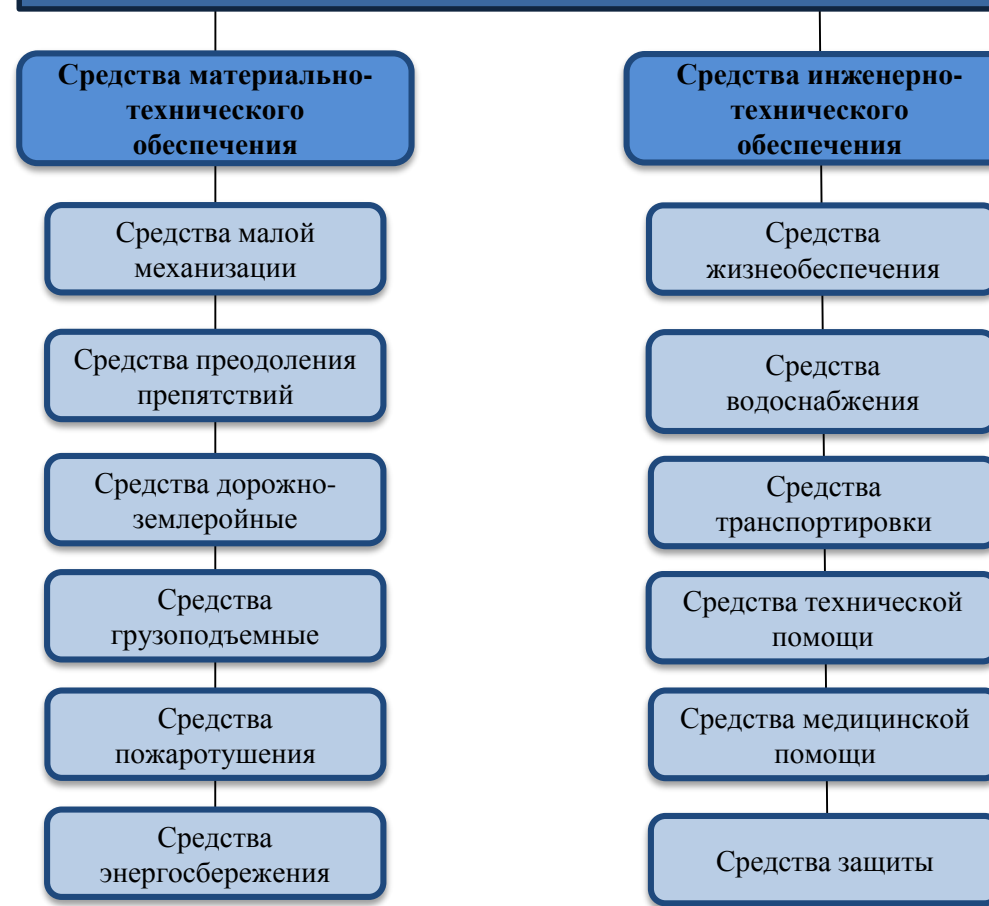 Средства материально-
технического
обеспечения
Средства малой
механизации
Средства преодоления
препятствий
Средства дорожно-
землеройные
Средства
грузоподъемные
Средства
пожаротушения
Средства
энергосбережения
Средства инженерно-
технического
обеспечения
Средства
жизнеобеспечения
Средства
водоснабжения
Средства
транспортировки
Средства технической
помощи
Средства медицинской
помощи
Средства защиты